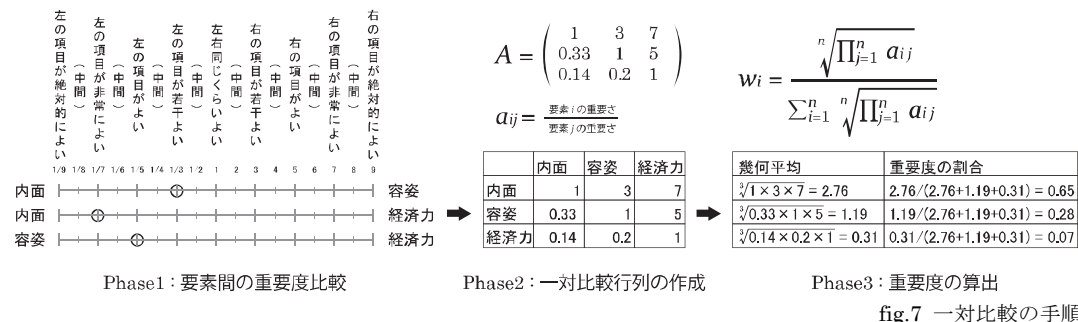 左の項目が絶対的によい
（中間）
左の項目が非常によい
（中間）
左の項目がよい
（中間）
左の項目が若干よい
（中間）
左右同じくらいよい
（中間）
右の項目が若干よい
（中間）
右の項目がよい
（中間）
右の項目が非常によい
（中間）
右の項目が絶対的によい
1/9 1/8 1/7 1/6 1/5 1/4 1/3 1/2 1 2 3 4 5 6 7 8 9
内面 容姿
内面 経済力
容姿 経済力
Phase1：要素間の重要度比較
A = ( 1 3 7
0.33 1 5
0.14 0.2 1 )
aij = 要素 i の重要さ
要素 j の重要さ
内面 容姿 経済力
内面 1 3 7
容姿 0.33 1 5
経済力 0.14 0.2 1
Phase2：一対比較行列の作成
wi = n√∏nj=1 aij
∑ni=1 n√∏nj=1 aij
幾何平均 重要度の割合
3√1×3×7 = 2.76 2.76/(2.76+1.19+0.31) = 0.65
3√0.33×1×5 = 1.19 1.19/(2.76+1.19+0.31) = 0.28
3√0.14×0.2×1 = 0.31 0.31/(2.76+1.19+0.31) = 0.07
Phase3：重要度の算出
fig.7 一対比較の手順